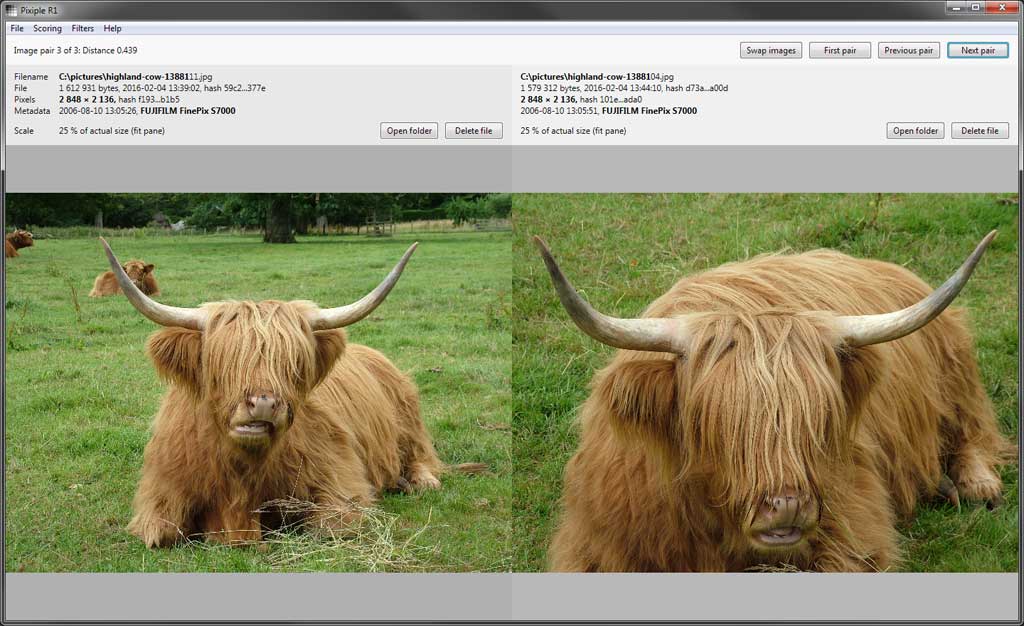 Pixiple R1
File Scoring Filters Help
Image pair 3 of 3: Distance 0.439 Swap images First pair Previous pair Next pair
Filename C:\pictures\highland-cow-1388111.jpg C:\pictures\highland-cow-1388104.jpg
File 1 612 931 bytes, 2016-02-04 13:39:02, hash 59c2...377e 1 579 312 bytes, 2016-02-04 13:44:10, hash d73a...a00d
Pixels 2 848 × 2 136, hash f193...b1b5 2 848 × 2 136, hash 101e...ada0
Metadata 2006-08-10 13:05:26, FUJIFILM FinePix S7000 2006-08-10 13:05:51, FUJIFILM FinePix S7000
Scale 25 % of actual size (fit pane) Open folder Delete file 25 % of actual size (fit pane) Open folder Delete file